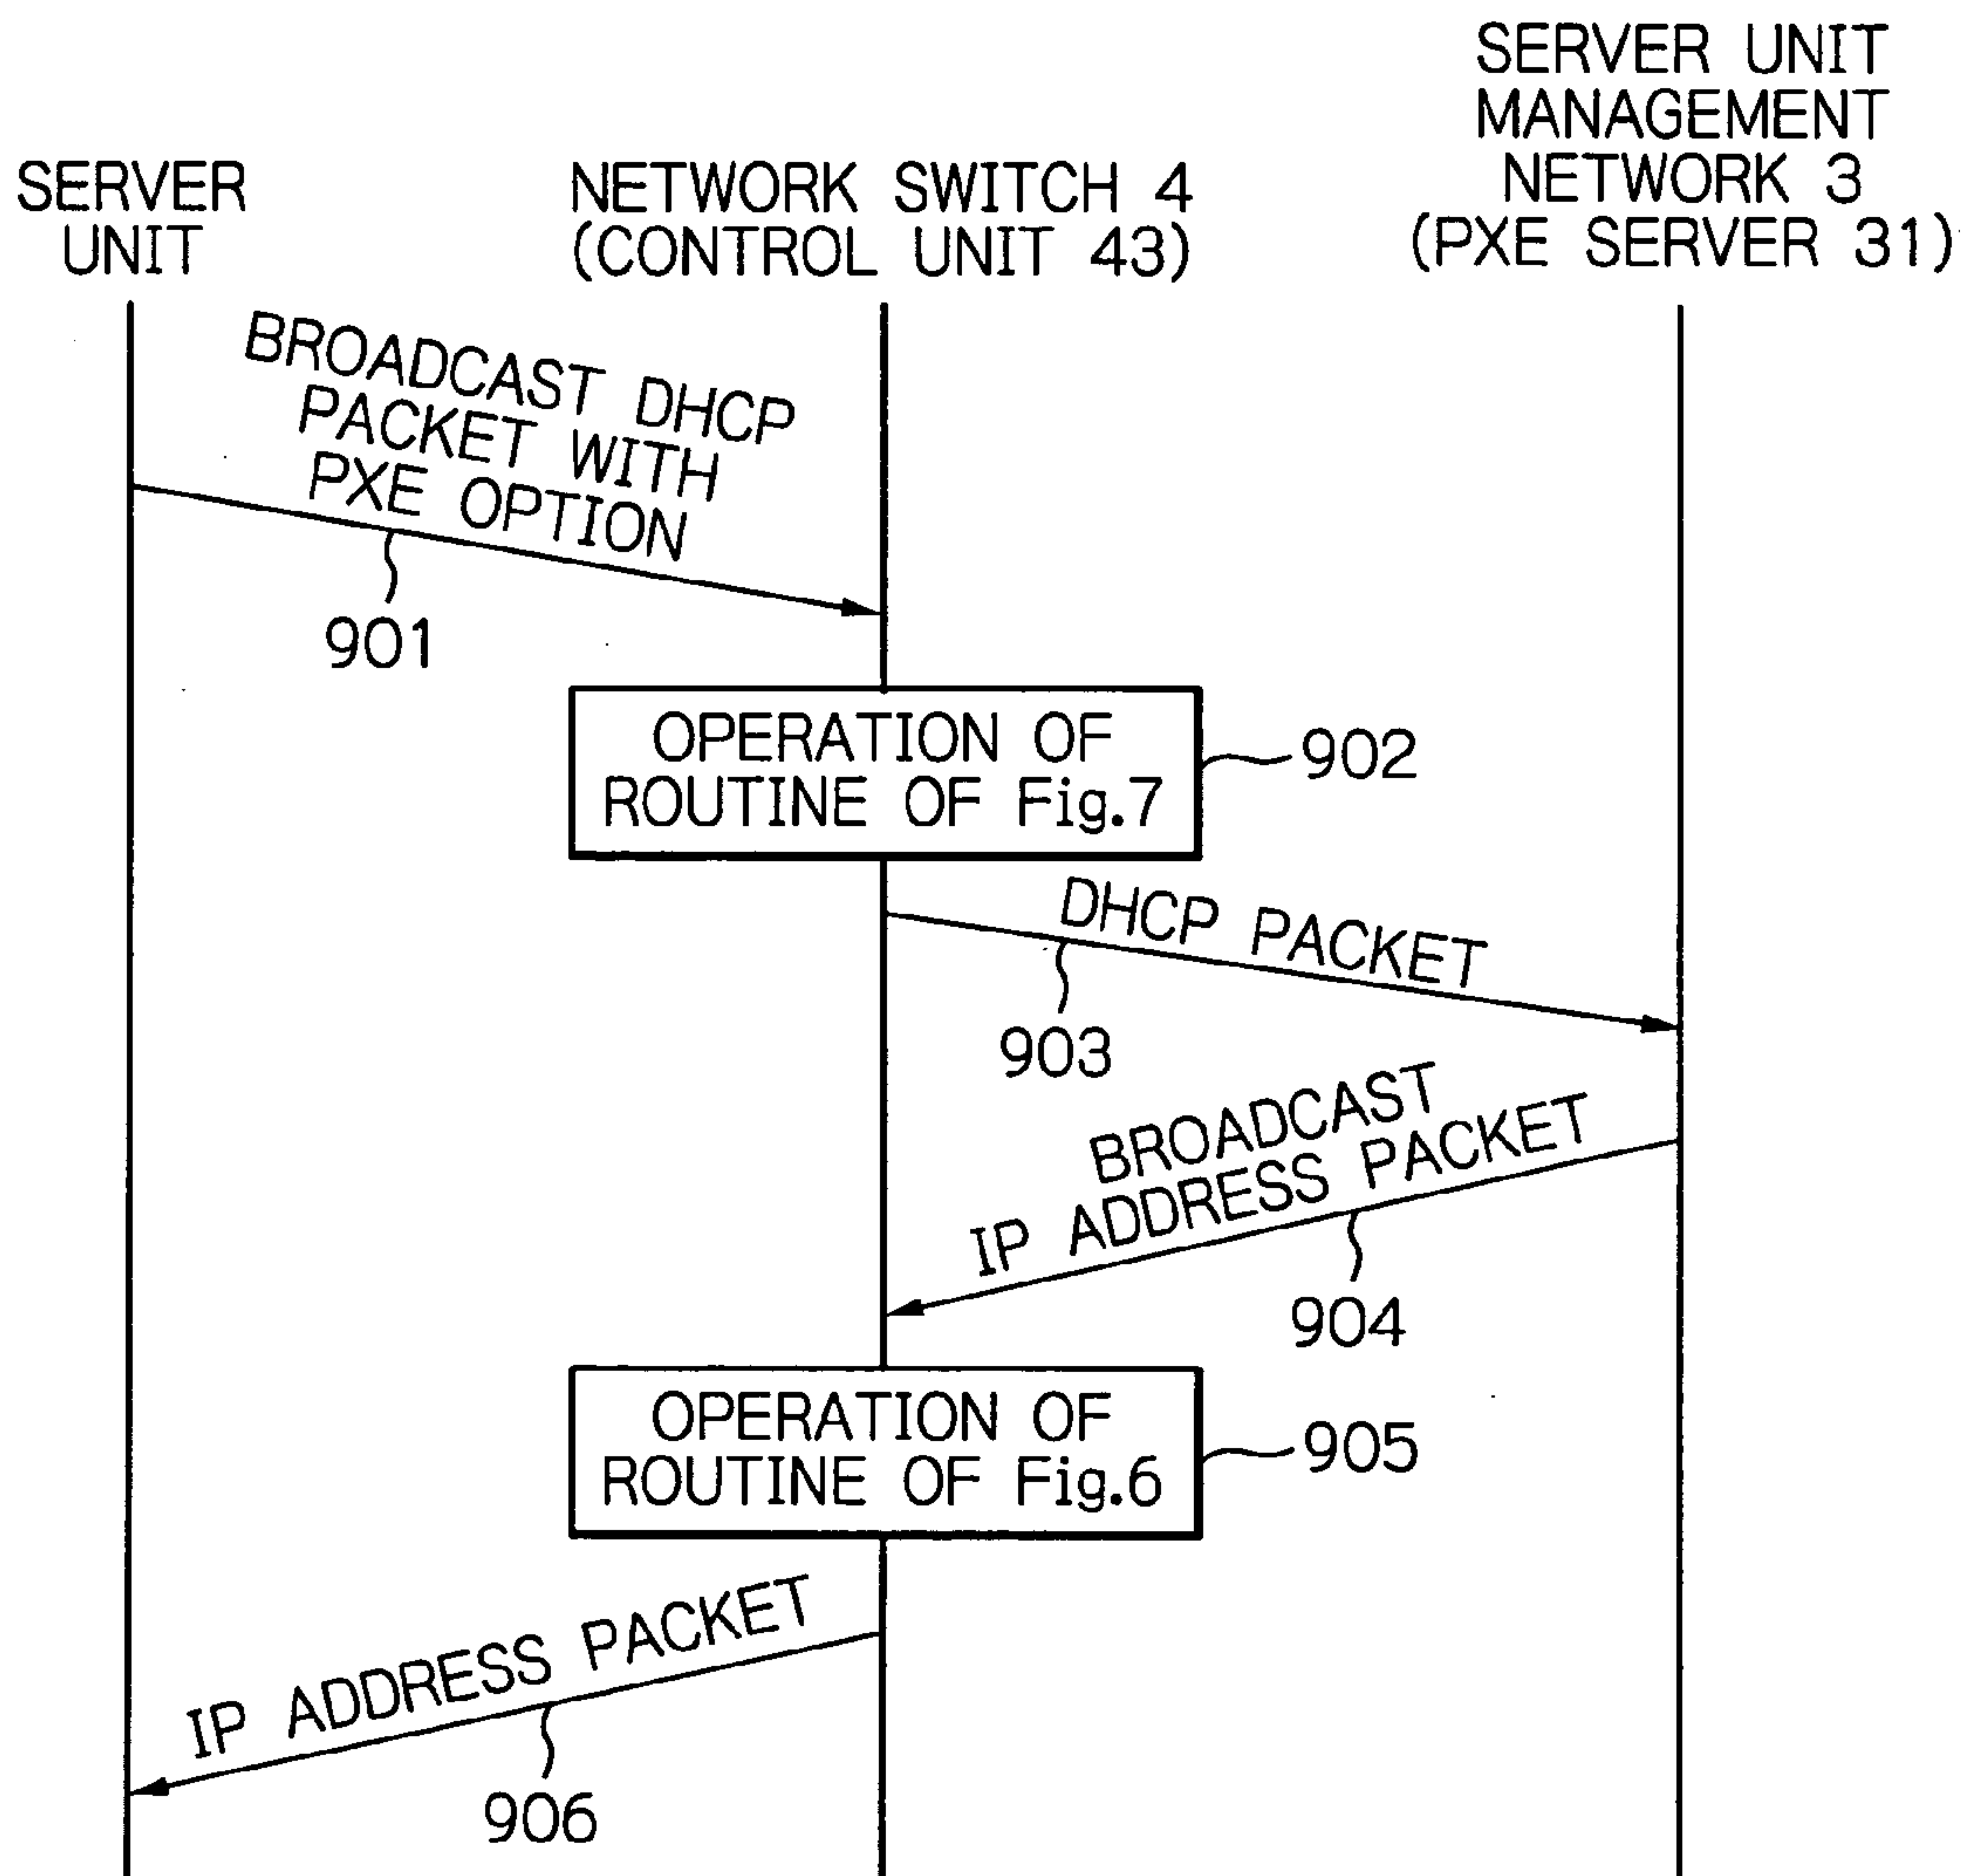 SERVER
UNIT
NETWORK SWITCH 4
(CONTROL UNIT 43)
SERVER UNIT
MANAGEMENT
NETWORK 3
(PXE SERVER 31)
BROADCAST DHCP
PACKET WITH
PXE OPTION
901
OPERATION OF
ROUTINE OF Fig.7
902
DHCP PACKET
903
BROADCAST
IP ADDRESS PACKET
904
OPERATION OF
ROUTINE OF Fig.6
905
IP ADDRESS PACKET
906